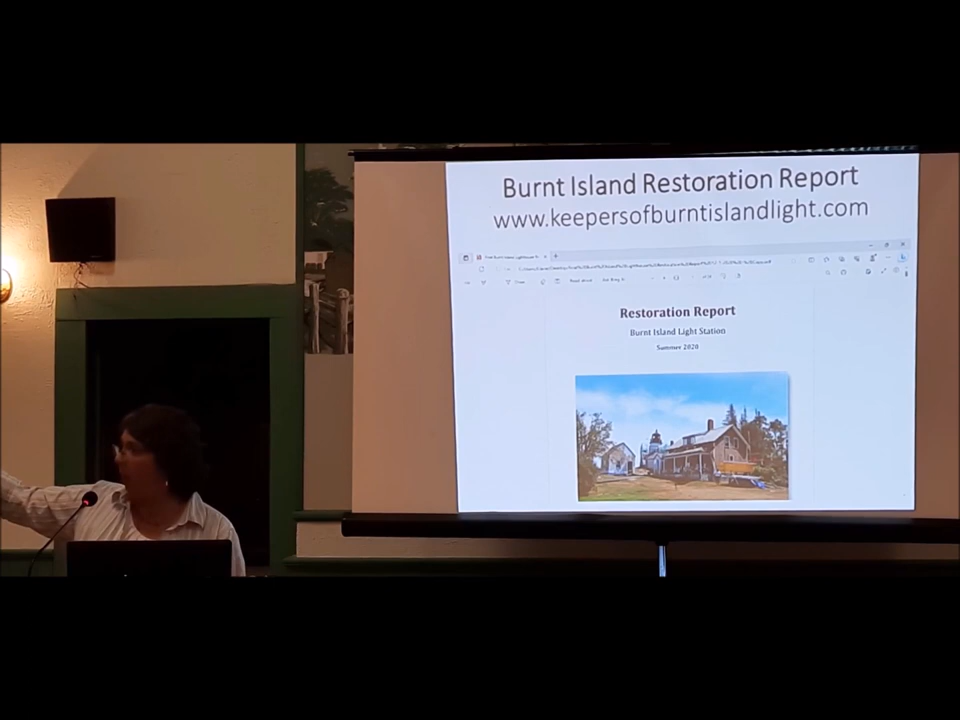 Burnt Island Restoration Report
www.keepersofburntislandlight.com
Restoration Report
Burnt Island Light Station
Summer 2020